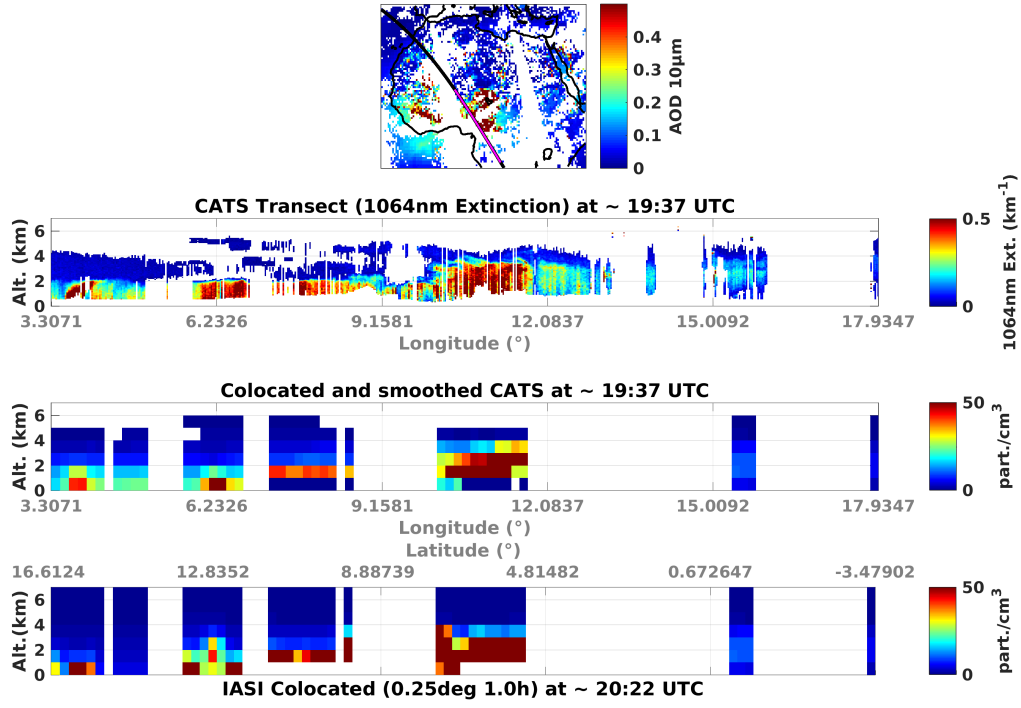 0.4
0.3
0.2
0.1
0
AOD 10µm
CATS Transect (1064nm Extinction) at ~ 19:37 UTC
Alt. (km)
6
4
2
0
3.3071 6.2326 9.1581 12.0837 15.0092 17.9347
Longitude (°)
0.5
0
1064nm Ext. (km-1)
Colocated and smoothed CATS at ~ 19:37 UTC
Alt. (km)
6
4
2
0
3.3071 6.2326 9.1581 12.0837 15.0092 17.9347
Longitude (°)
50
0
part./cm3
Latitude (°)
16.6124 12.8352 8.88739 4.81482 0.672647 -3.47902
Alt.(km)
6
4
2
0
50
0
part./cm3
IASI Colocated (0.25deg 1.0h) at ~ 20:22 UTC